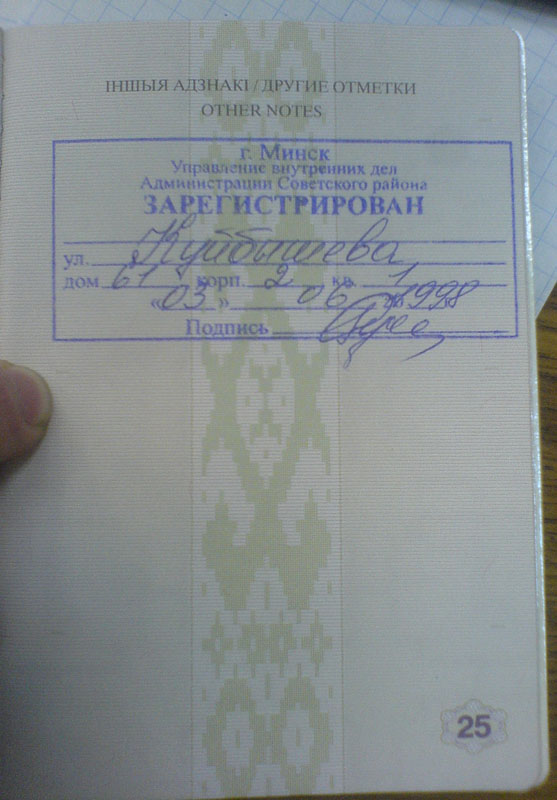 ІНШЫЯ АДЗНАКІ / ДРУГИЕ ОТМЕТКИ
OTHER NOTES
г. Минск
Управление внутренних дел
Администрации Советского района
ЗАРЕГИСТРИРОВАН
ул. Куйбышева
дом 61 корп. 2 кв. 1
«03» 06 1998
Подпись
25